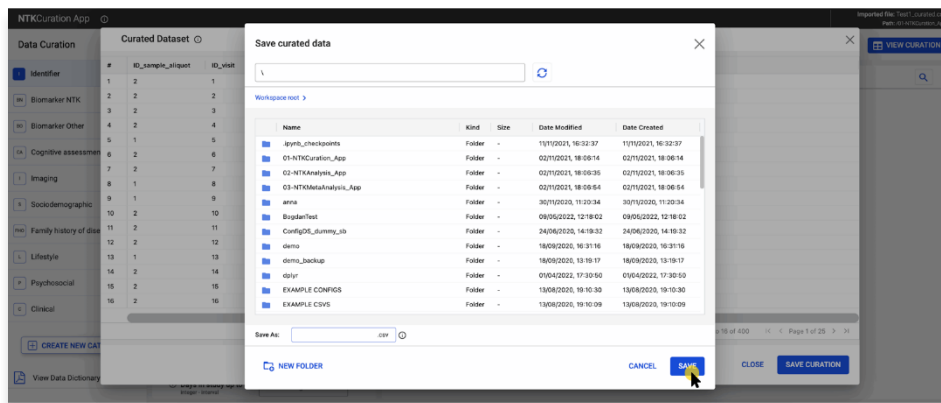 NTKCuration App
Imported file: Test1_curated.c
Path: /01-NTKCuration_A
Data Curation
Curated Dataset
VIEW CURATION
Save curated data
\
Workspace root >
# ID_sample_aliquot ID_visit
1 2 1
2 2 2
3 2 3
4 2 4
5 1 5
6 2 6
7 2 7
8 1 8
9 1 9
10 2 10
11 2 11
12 2 12
13 1 13
14 2 14
15 2 15
16 2 16
I Identifier
BN Biomarker NTK
BO Biomarker Other
CA Cognitive assessmen
I Imaging
S Sociodemographic
FHD Family history of dise
L Lifestyle
P Psychosocial
C Clinical
CREATE NEW CAT
View Data Dictionary
Name Kind Size Date Modified Date Created
.ipynb_checkpoints Folder - 11/11/2021, 16:32:37 11/11/2021, 16:32:37
01-NTKCuration_App Folder - 02/11/2021, 18:06:14 02/11/2021, 18:06:14
02-NTKAnalysis_App Folder - 02/11/2021, 18:06:35 02/11/2021, 18:06:35
03-NTKMetaAnalysis_App Folder - 02/11/2021, 18:06:54 02/11/2021, 18:06:54
anna Folder - 30/11/2020, 11:20:34 30/11/2020, 11:20:34
BogdanTest Folder - 09/05/2022, 12:18:02 09/05/2022, 12:18:02
ConfigDS_dummy_sb Folder - 24/06/2020, 14:19:32 24/06/2020, 14:19:32
demo Folder - 18/09/2020, 16:31:16 18/09/2020, 16:31:16
demo_backup Folder - 18/09/2020, 13:19:17 18/09/2020, 13:19:17
dplyr Folder - 01/04/2022, 17:30:50 01/04/2022, 17:30:50
EXAMPLE CONFIGS Folder - 13/08/2020, 19:10:30 13/08/2020, 19:10:30
EXAMPLE CSVS Folder - 13/08/2020, 19:10:09 13/08/2020, 19:10:09
Save As: .csv
NEW FOLDER
CANCEL
SAVE
16 of 400 Page 1 of 25
CLOSE
SAVE CURATION
Integer - Interval